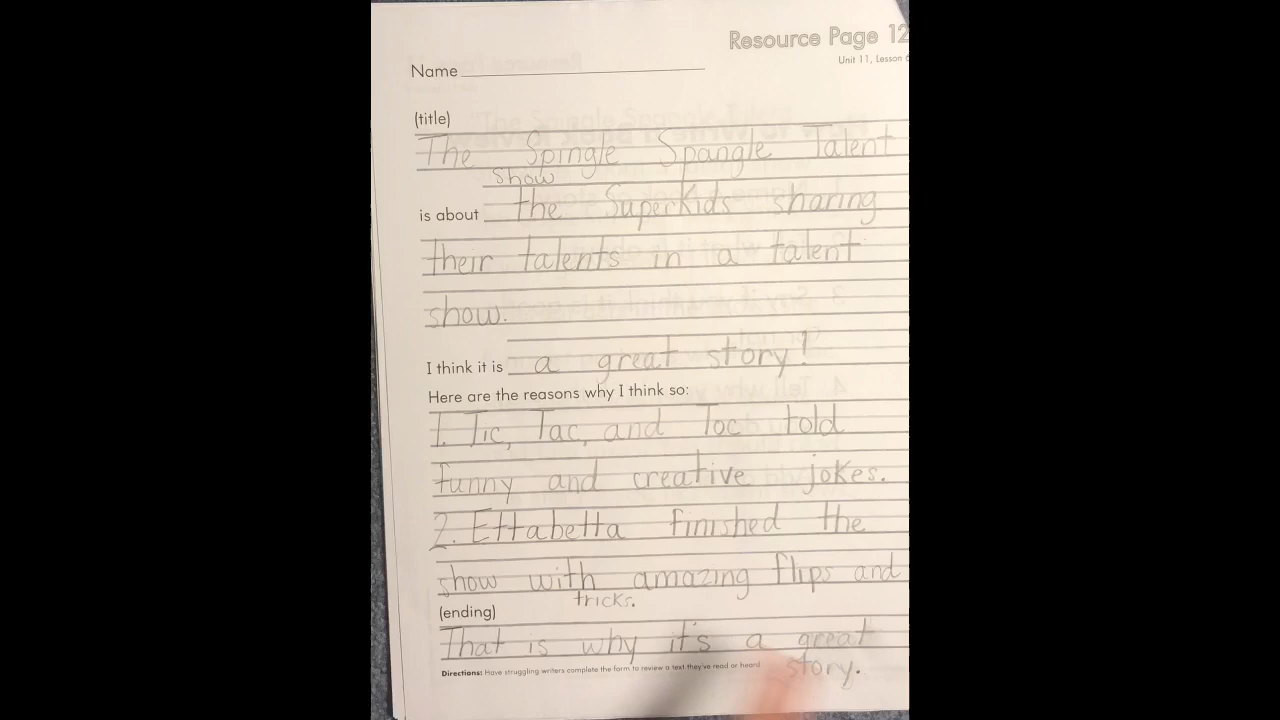 Resource Page 12
Unit 11, Lesson
Name
(title)
The Spingle Spangle Talent
show
is about the SuperKids sharing
their talents in a talent
show.
I think it is a great story!
Here are the reasons why I think so:
1. Tic, Tac, and Toc told
funny and creative jokes.
2. Ettabetta finished the
show with amazing flips and
tricks.
(ending)
That is why it's a great
story.
Directions: Have struggling writers complete the form to review a text they've read or heard.